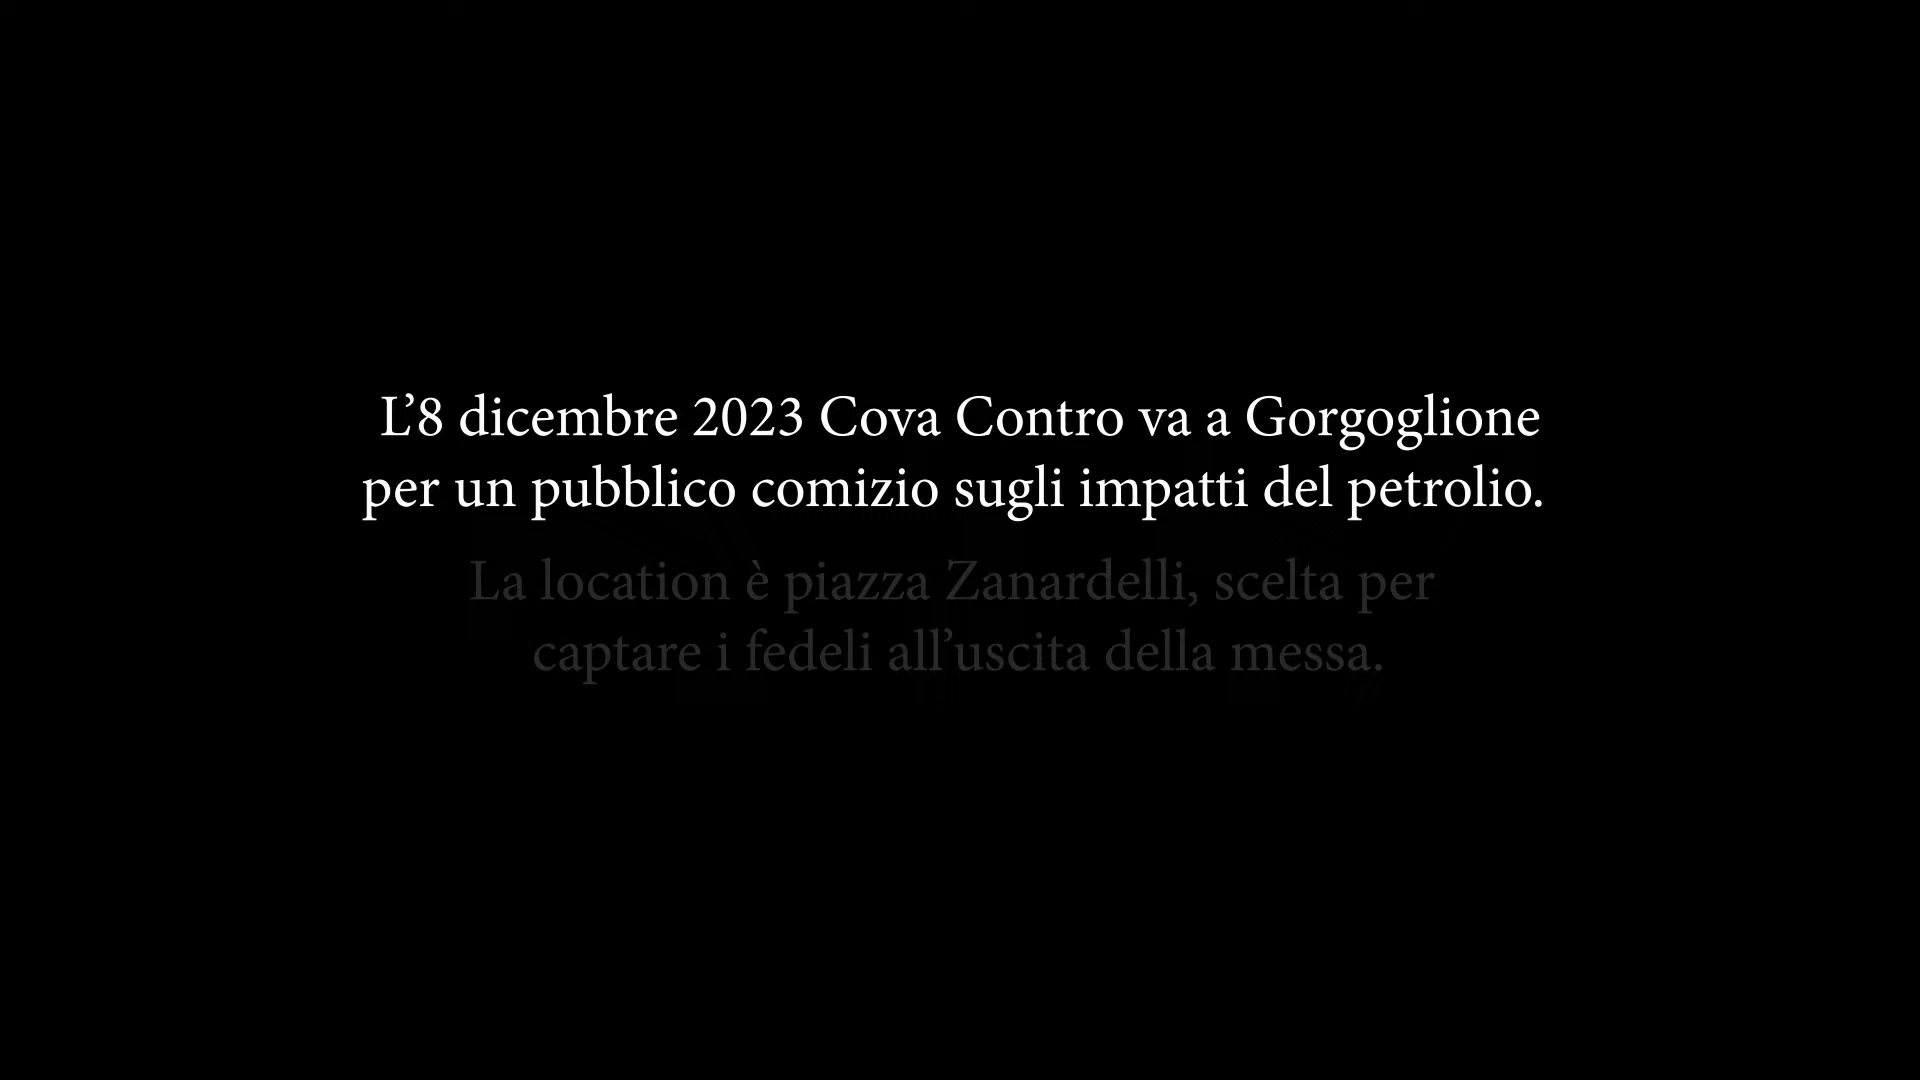 L’8 dicembre 2023 Cova Contro va a Gorgoglione
per un pubblico comizio sugli impatti del petrolio.
La location è piazza Zanardelli, scelta per
captare i fedeli all’uscita della messa.